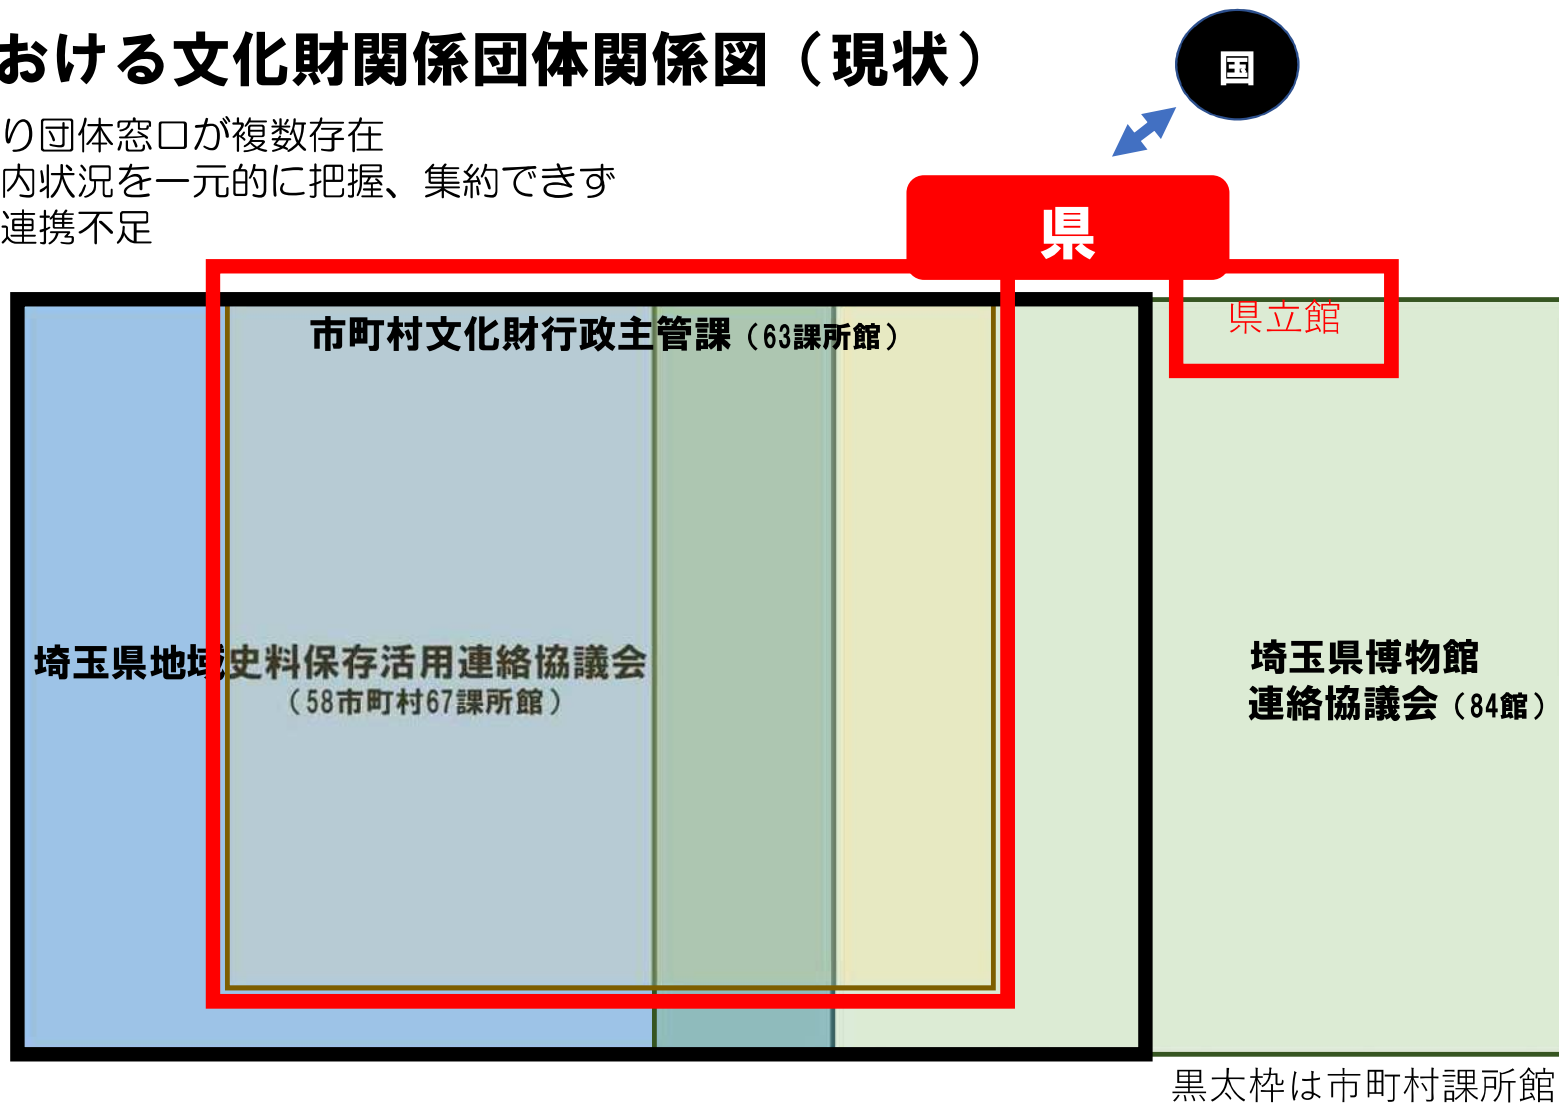 おける文化財関係団体関係図（現状）
国
り団体窓口が複数存在
内状況を一元的に把握、集約できず
連携不足
県
県立館
市町村文化財行政主管課（63課所館）
埼玉県地域史料保存活用連絡協議会
（58市町村67課所館）
埼玉県博物館
連絡協議会（84館）
黒太枠は市町村課所館